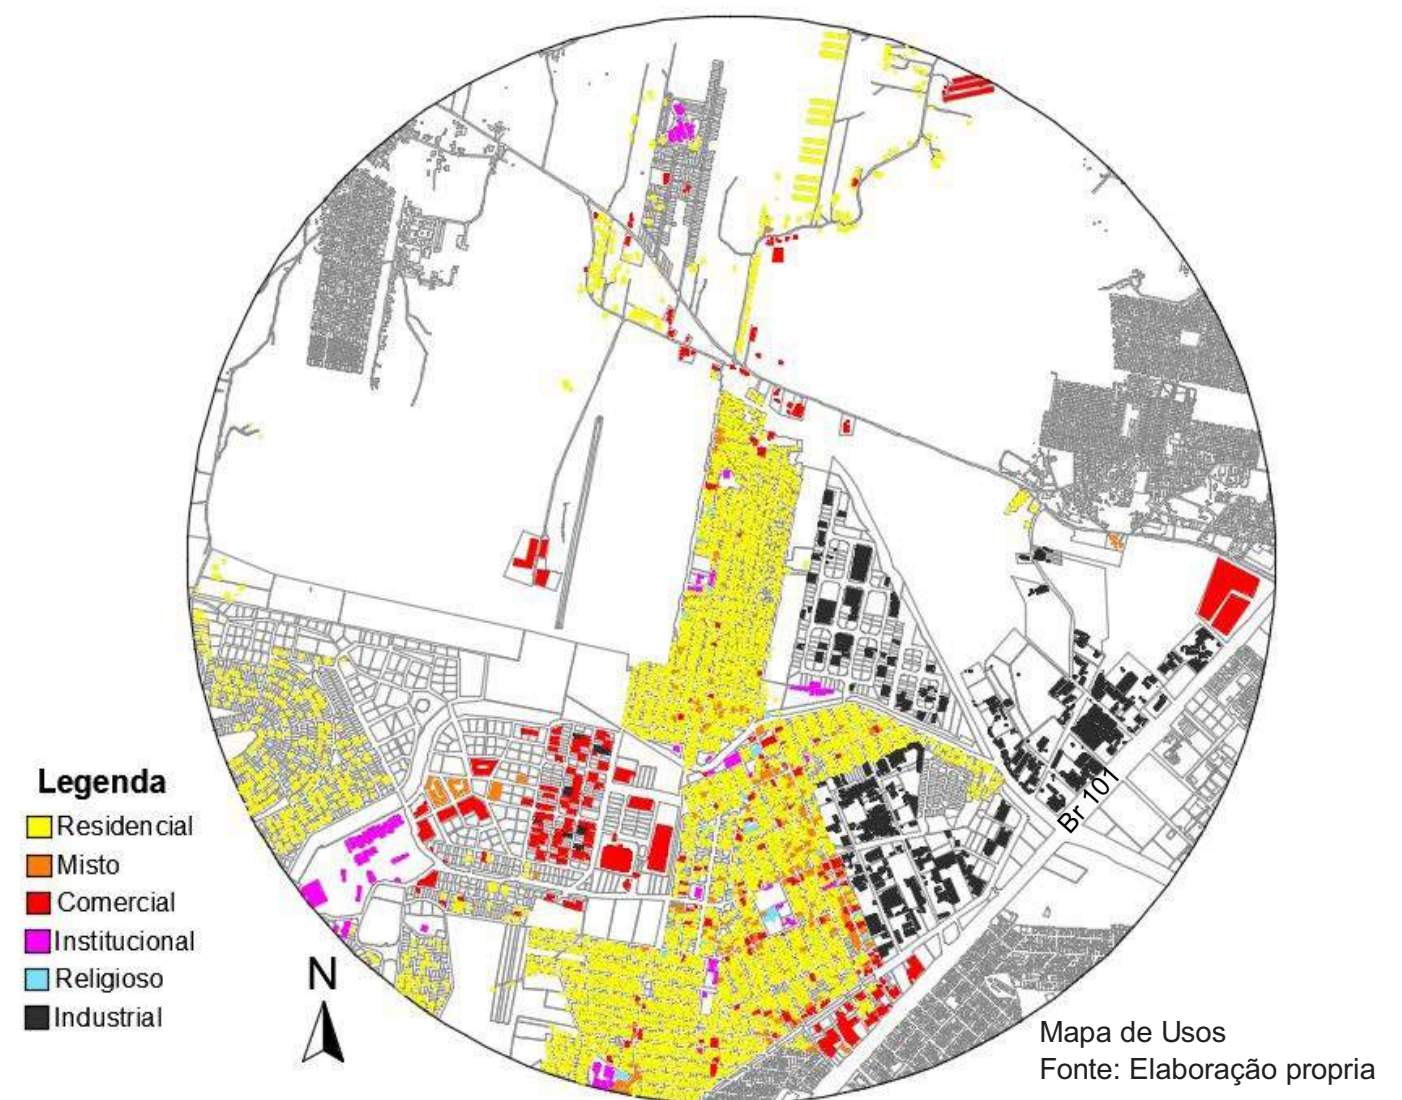 Legenda
Residencial
Misto
Comercial
Institucional
Religioso
Industrial
N
Br 101
Mapa de Usos
Fonte: Elaboração propria